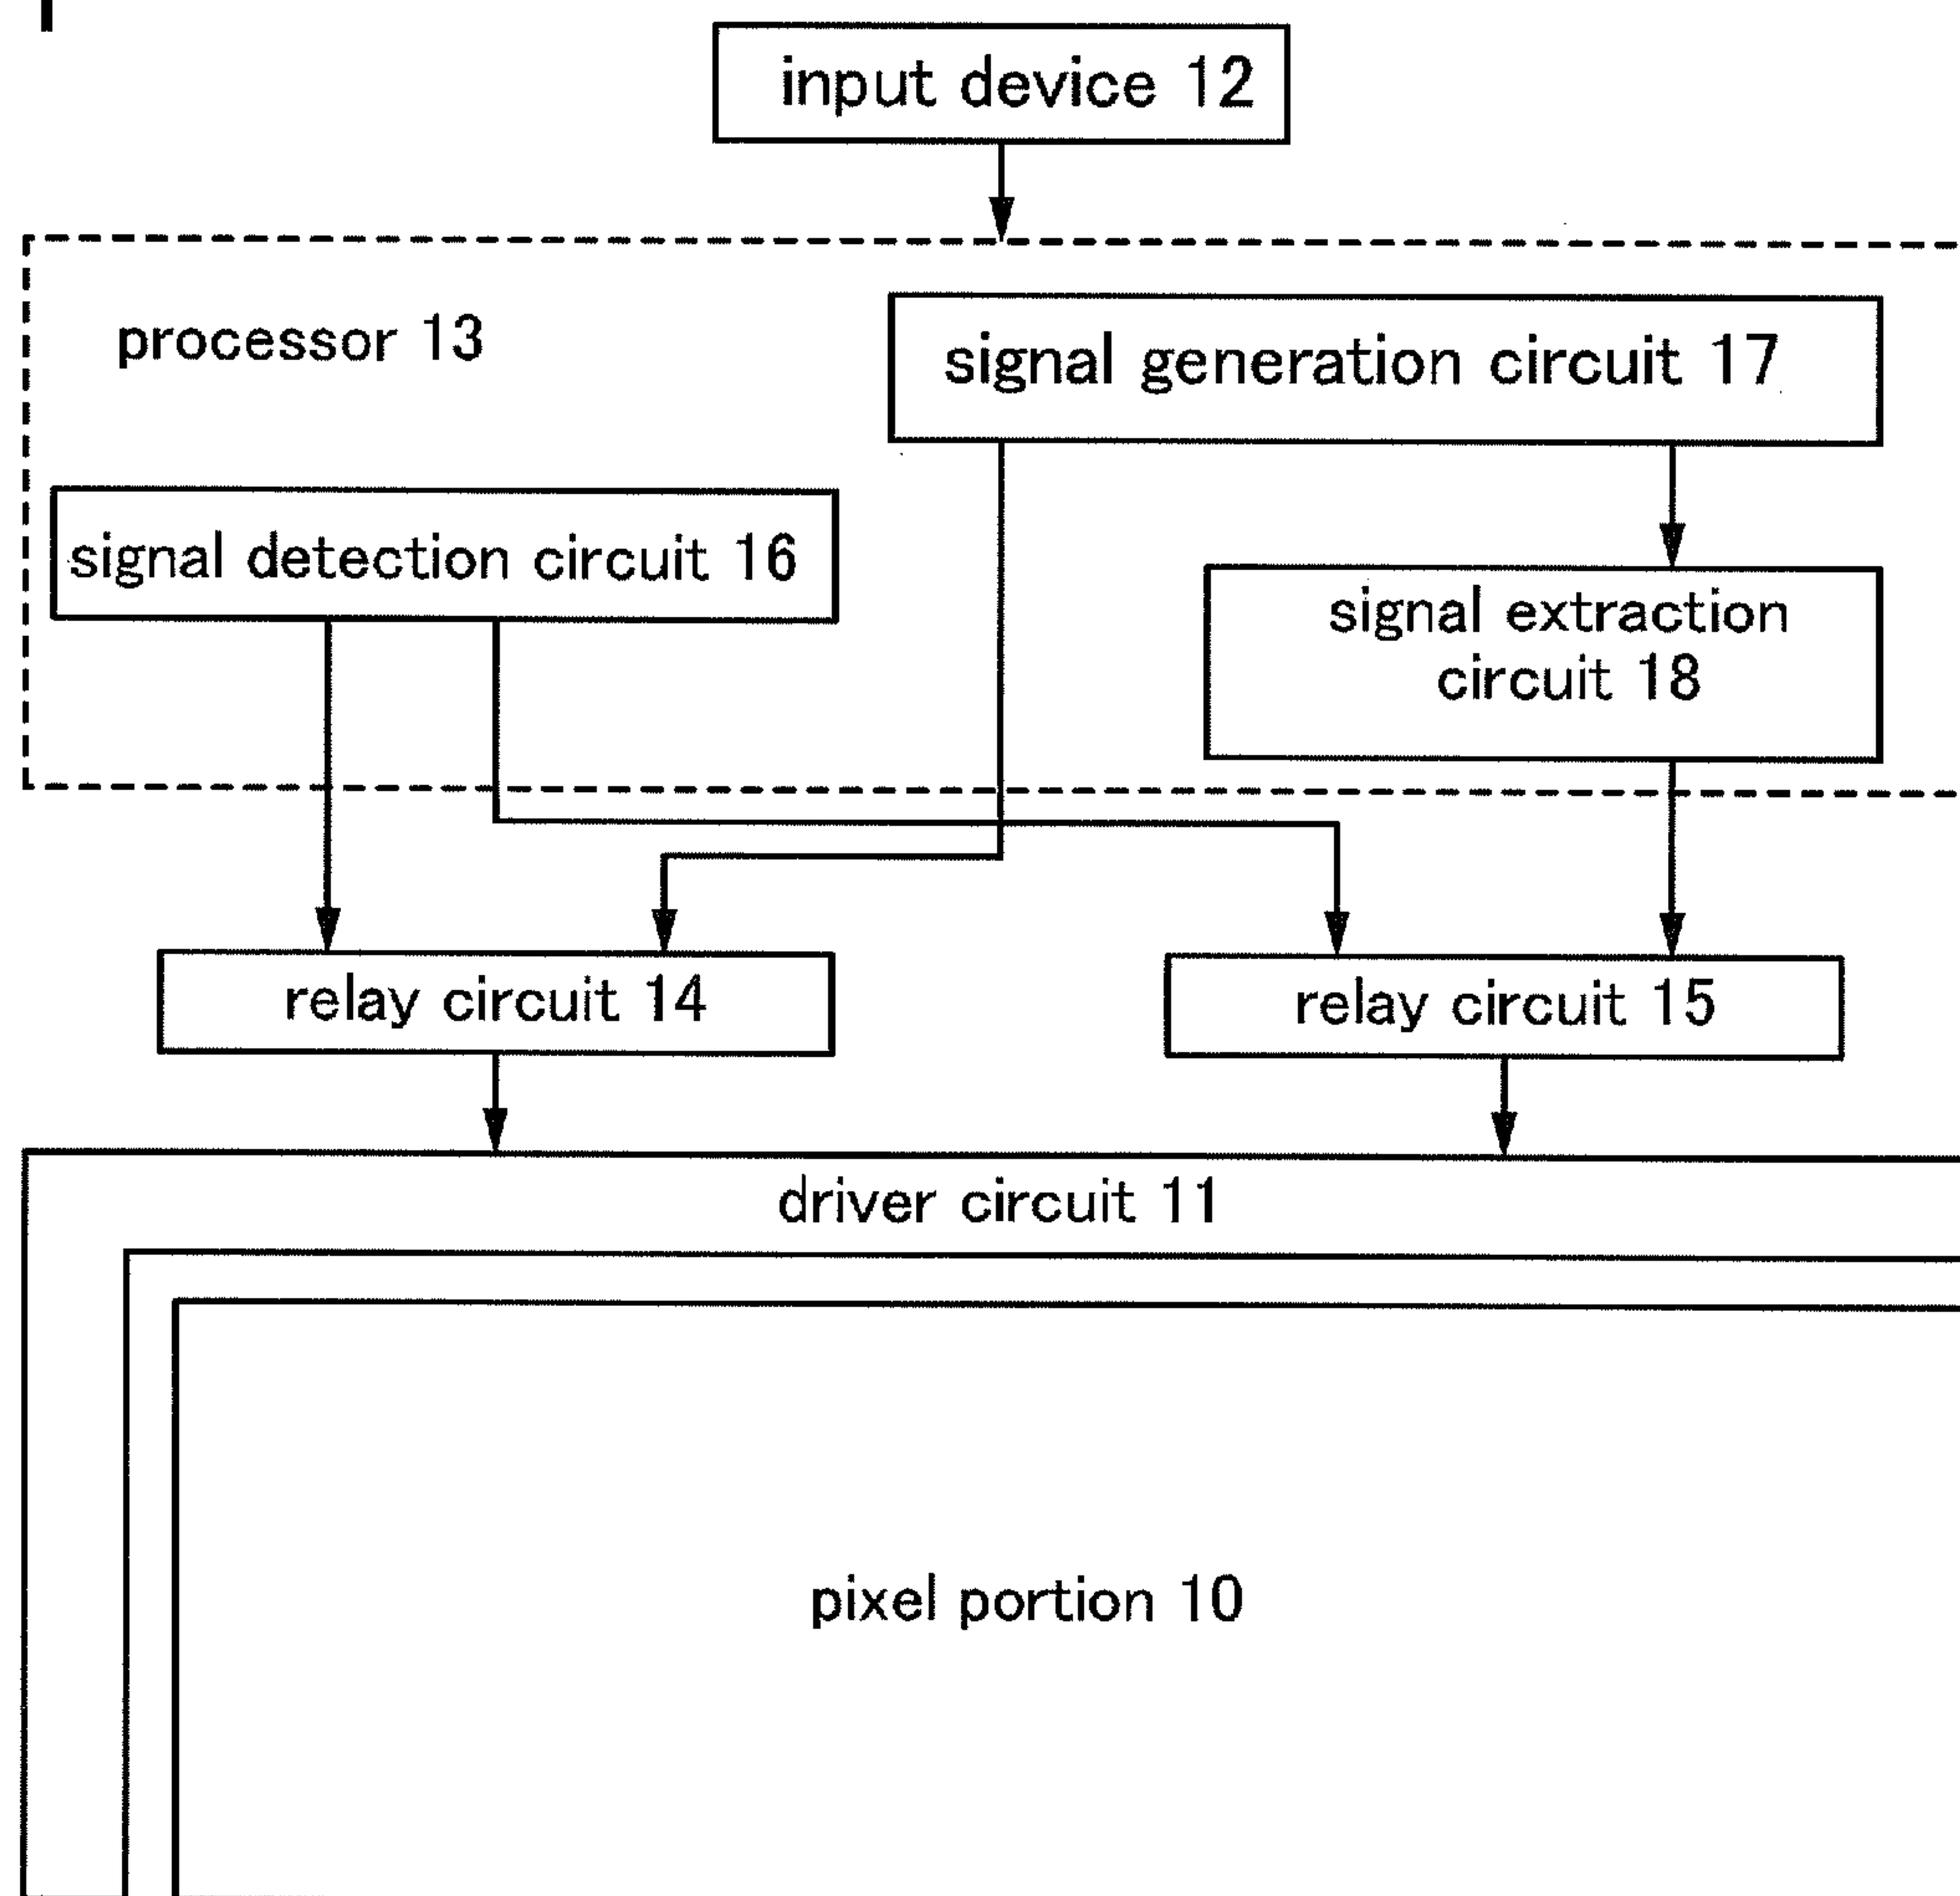 input device 12
processor 13
signal generation circuit 17
signal detection circuit 16
signal extraction
circuit 18
relay circuit 14
relay circuit 15
driver circuit 11
pixel portion 10